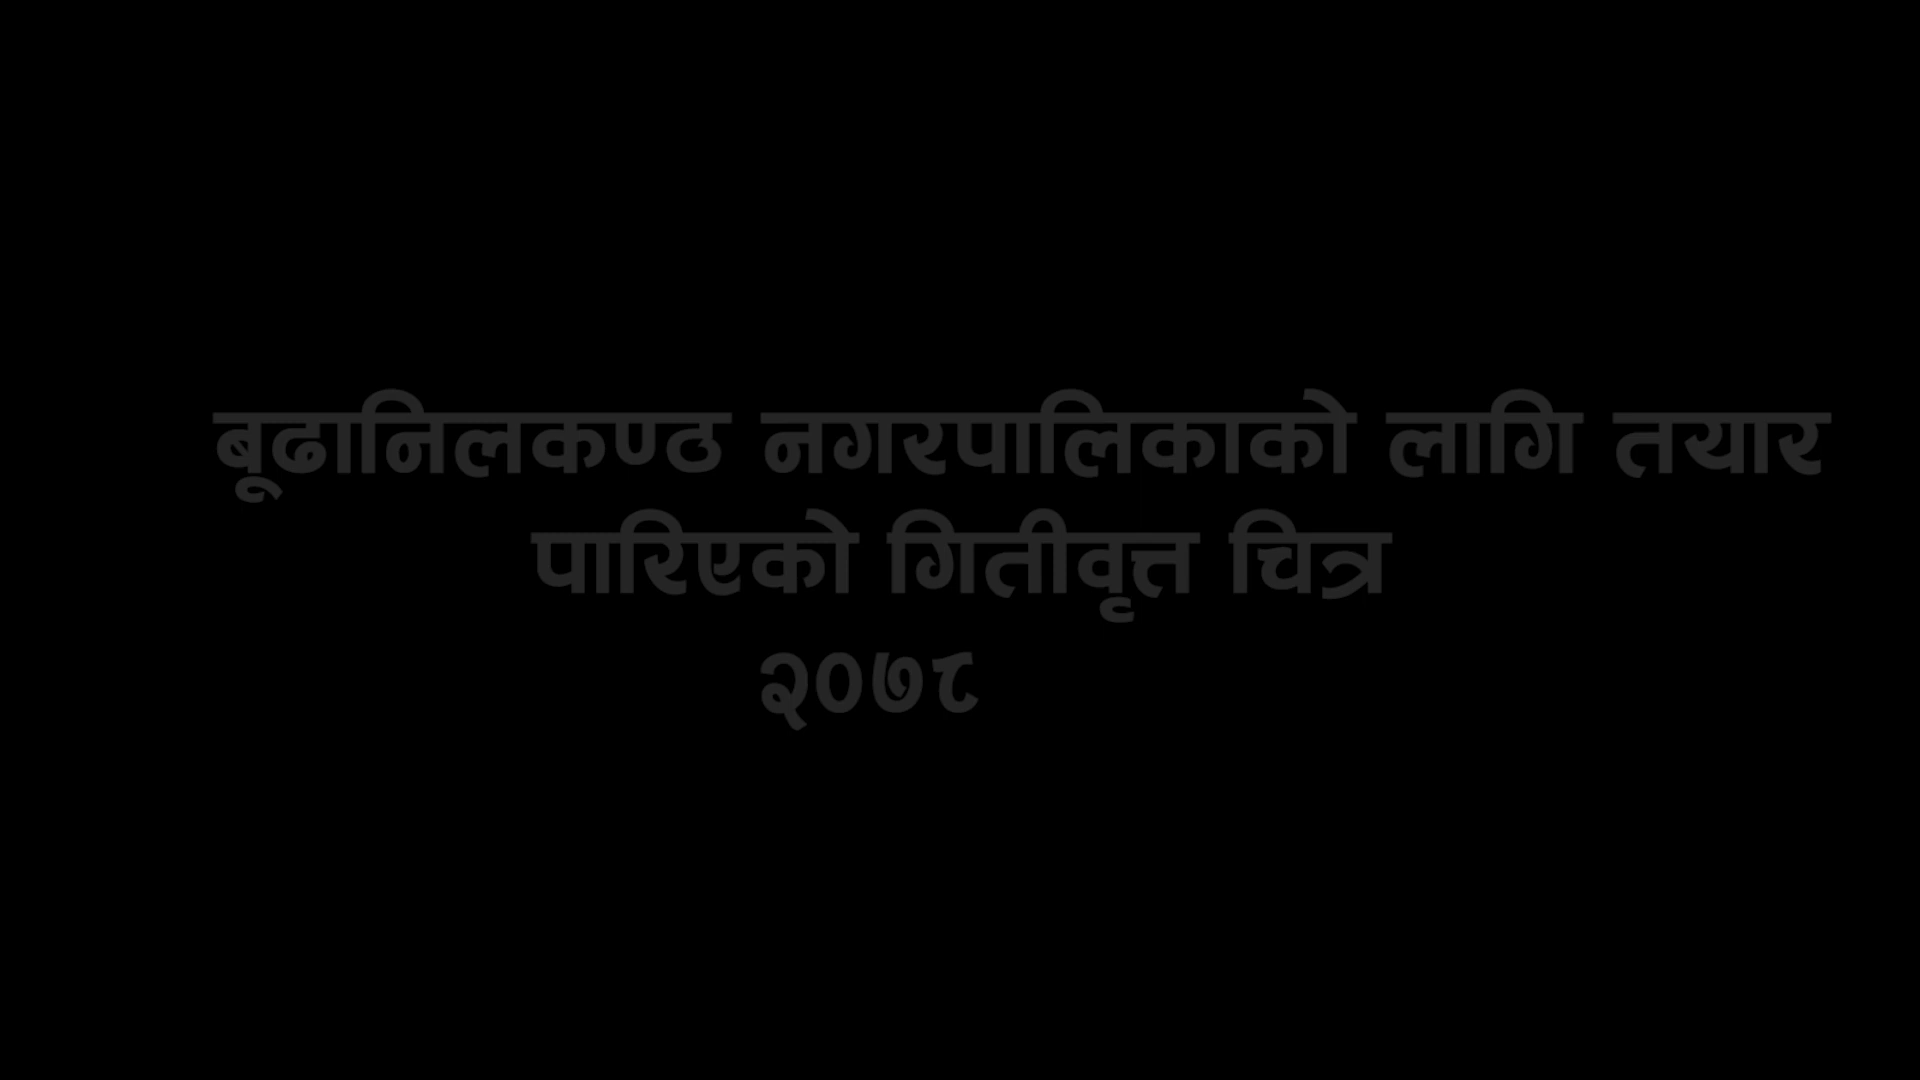 बूढानिलकण्ठ नगरपालिकाको लागि तयार
पारिएको गितीवृत्त चित्र
२०७८